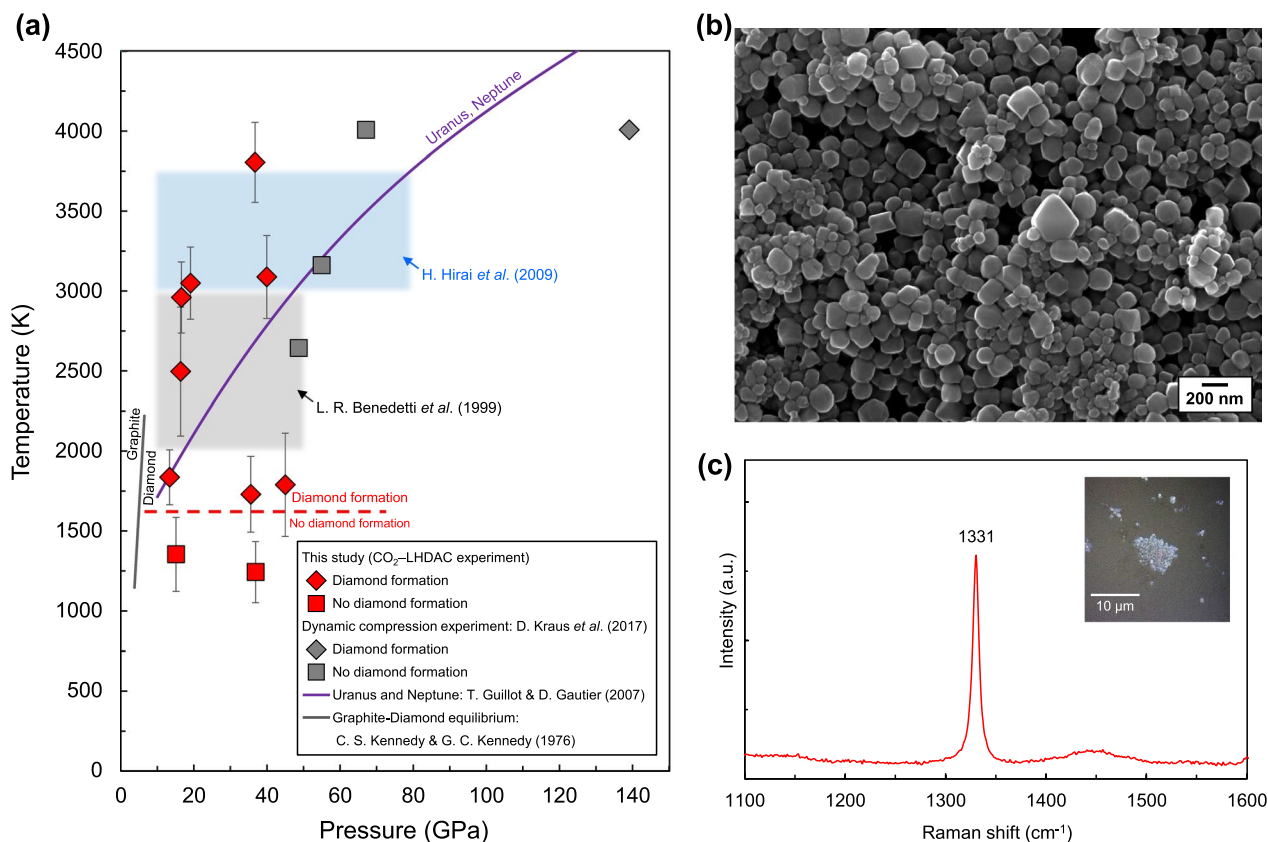 (a)
4500
4000
3500
3000
2500
2000
1500
1000
500
0
Temperature (K)
0
20
40
60
80
100
120
140
Pressure (GPa)
Uranus, Neptune
H. Hirai et al. (2009)
L. R. Benedetti et al. (1999)
Graphite
Diamond
Diamond formation
No diamond formation
This study (CO₂–LHDAC experiment)
Diamond formation
No diamond formation
Dynamic compression experiment: D. Kraus et al. (2017)
Diamond formation
No diamond formation
Uranus and Neptune: T. Guillot & D. Gautier (2007)
Graphite-Diamond equilibrium:
C. S. Kennedy & G. C. Kennedy (1976)
(b)
200 nm
(c)
Intensity (a.u.)
1331
10 µm
1100
1200
1300
1400
1500
1600
Raman shift (cm⁻¹)